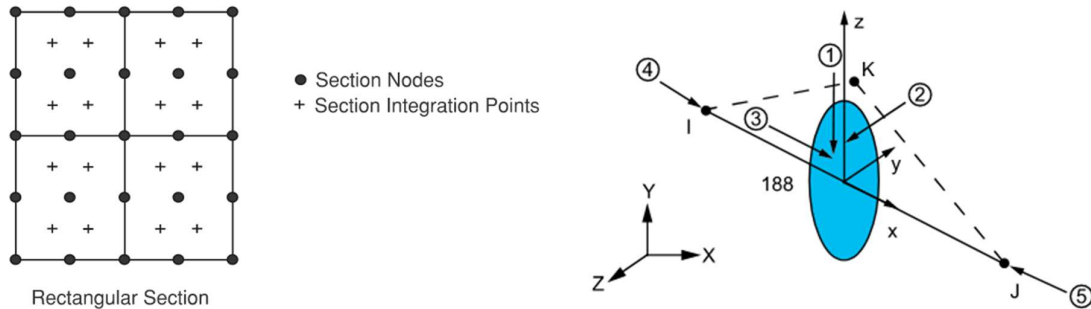 ● Section Nodes
+ Section Integration Points
Rectangular Section
z
①
K
④
②
I
③
y
188
x
Y
X
Z
J
⑤